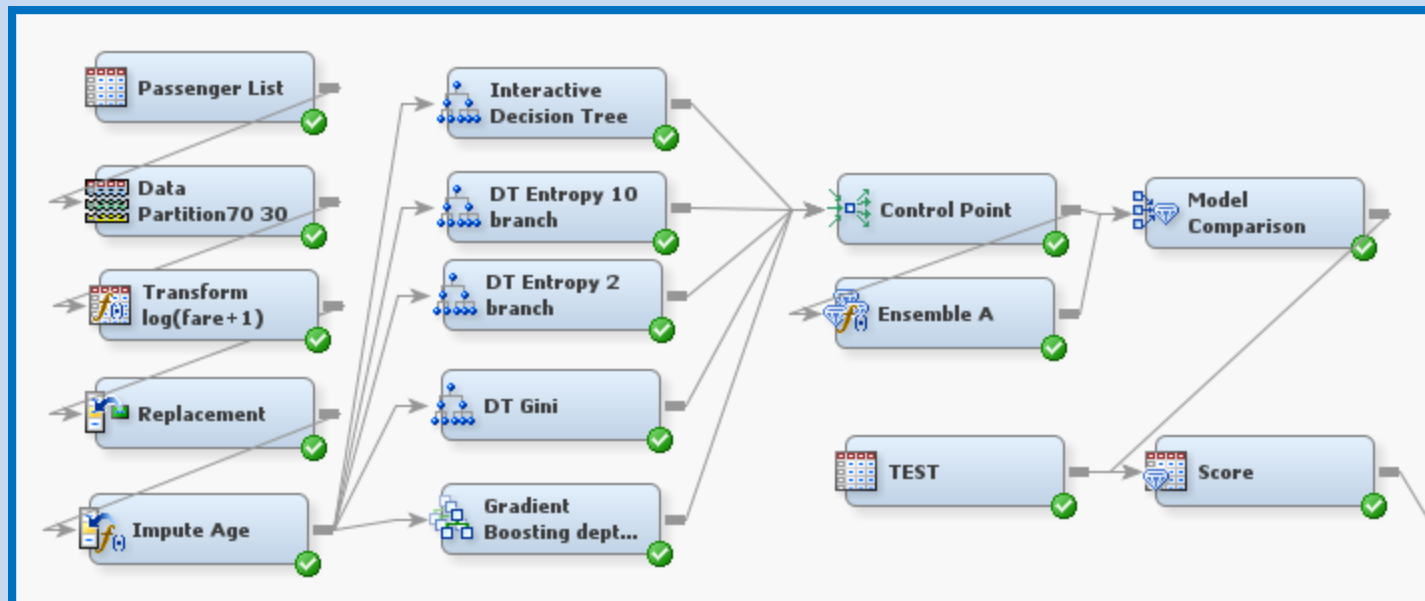 Passenger List
Data
Partition70 30
Transform
log(fare+1)
Replacement
Impute Age
Interactive
Decision Tree
DT Entropy 10
branch
DT Entropy 2
branch
DT Gini
Gradient
Boosting dept...
Control Point
Ensemble A
TEST
Model
Comparison
Score